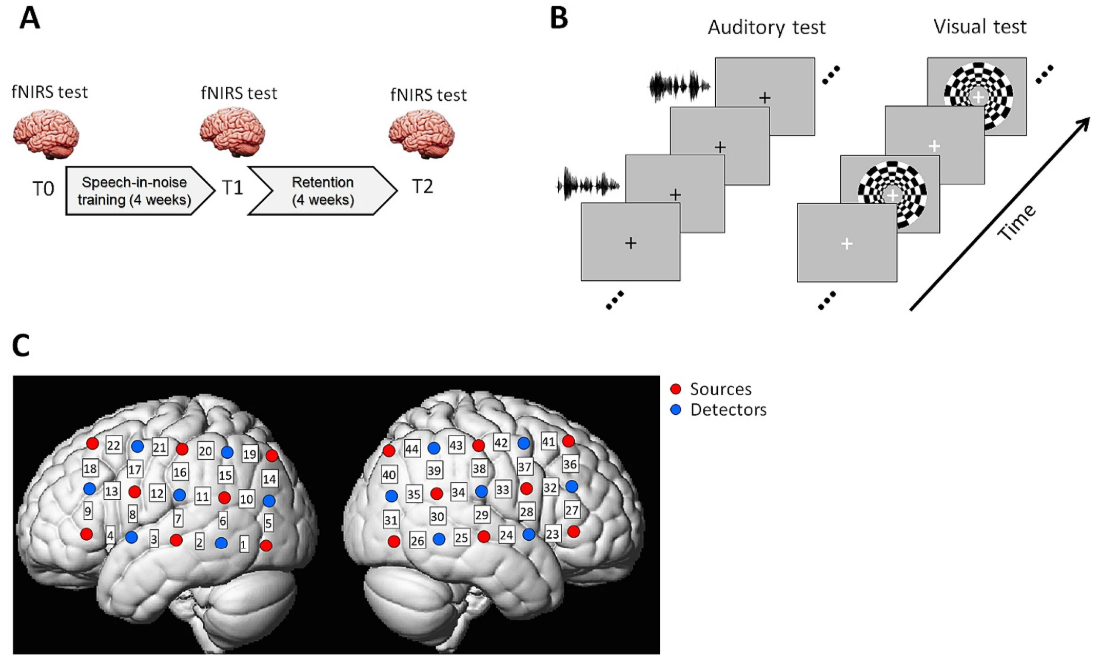 A
fNIRS test
fNIRS test
fNIRS test
T0
Speech-in-noise
training (4 weeks)
T1
Retention
(4 weeks)
T2
B
Auditory test
Visual test
Time
C
Sources
Detectors
22 21 20 19
18 17 16 15 14
13 12 11 10
9 8 7 6 5
4 3 2 1
44 43 42 41
40 39 38 37 36
35 34 33 32
31 30 29 28 27
26 25 24 23